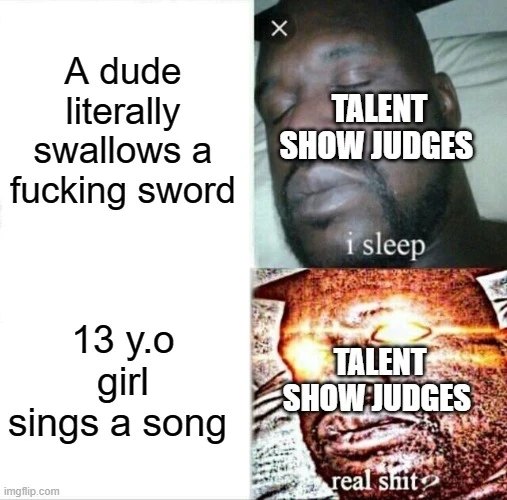 A dude
literally
swallows a
fucking sword
TALENT
SHOW JUDGES
i sleep
13 y.o
girl
sings a song
TALENT
SHOW JUDGES
real shit?
imgflip.com